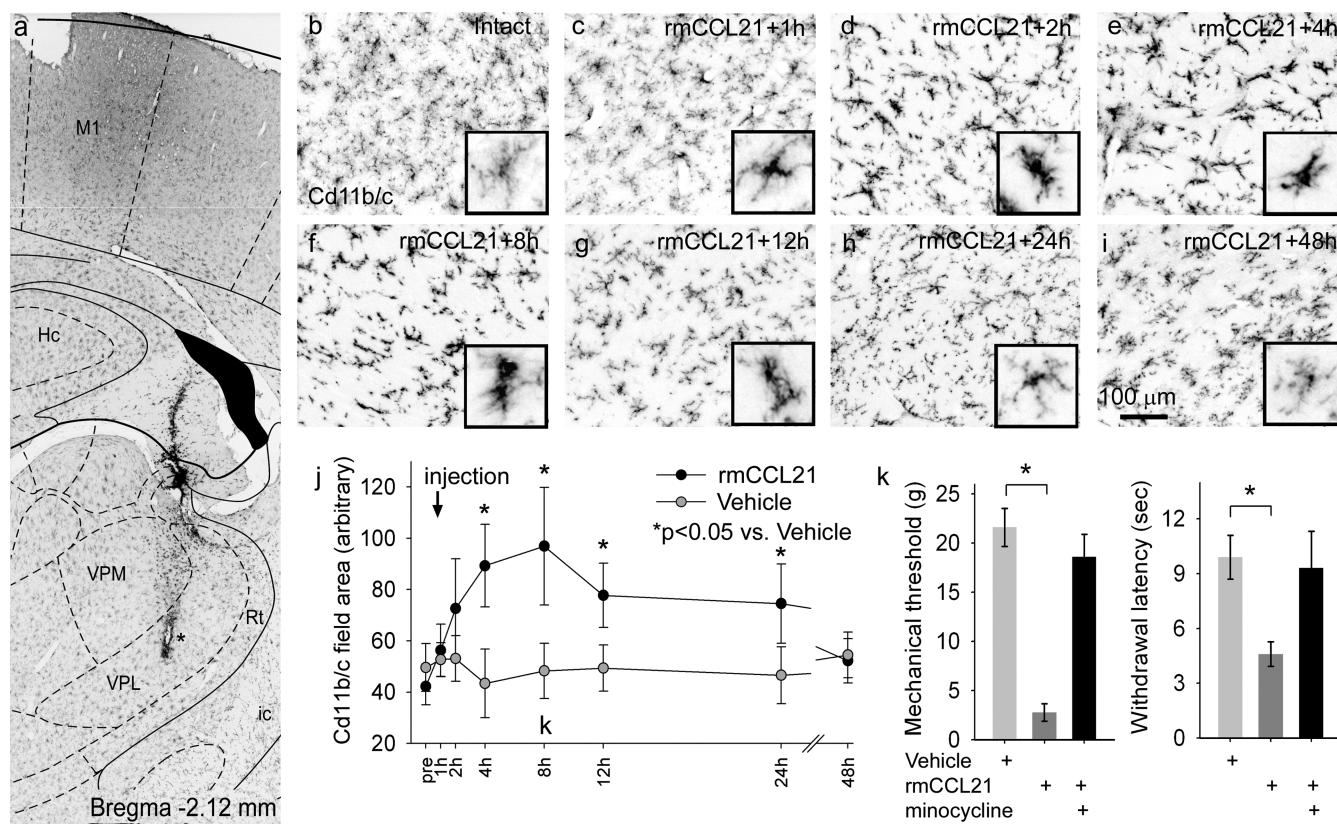 a
M1
Hc
VPM
Rt
*
VPL
ic
Bregma -2.12 mm
b
Intact
Cd11b/c
c
rmCCL21+1h
d
rmCCL21+2h
e
rmCCL21+4h
f
rmCCL21+8h
g
rmCCL21+12h
h
rmCCL21+24h
i
rmCCL21+48h
100 µm
j
Cd11b/c field area (arbitrary)
120
100
80
60
40
20
injection
rmCCL21
Vehicle
*p<0.05 vs. Vehicle
*
*
*
*
k
pre
1h
2h
4h
8h
12h
24h
48h
k
Mechanical threshold (g)
25
20
15
10
5
0
*
Withdrawal latency (sec)
12
9
6
3
0
*
Vehicle + +
rmCCL21 + + + +
minocycline + +